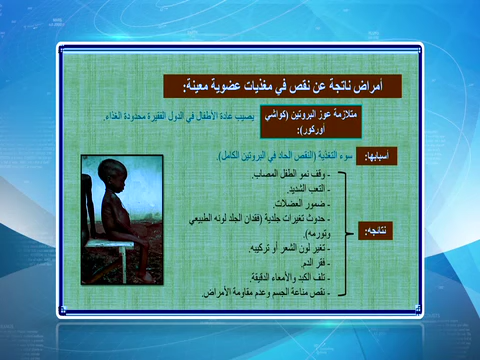 أمراض ناتجة عن نقص في مغذيات عضوية معينة:
متلازمة عوز البروتين (كواشي
أوركور):
يصيب عادة الأطفال في الدول الفقيرة محدودة الغذاء.
أسبابها:
سوء التغذية (النقص الحاد في البروتين الكامل).
نتائجه:
- وقف نمو الطفل المصاب.
- التعب الشديد.
- ضمور العضلات.
- حدوث تغيرات جلدية (فقدان الجلد لونه الطبيعي
وتورمه).
- تغير لون الشعر أو تركيبه.
- فقر الدم.
- تلف الكبد والأمعاء الدقيقة.
- نقص مناعة الجسم وعدم مقاومة الأمراض.